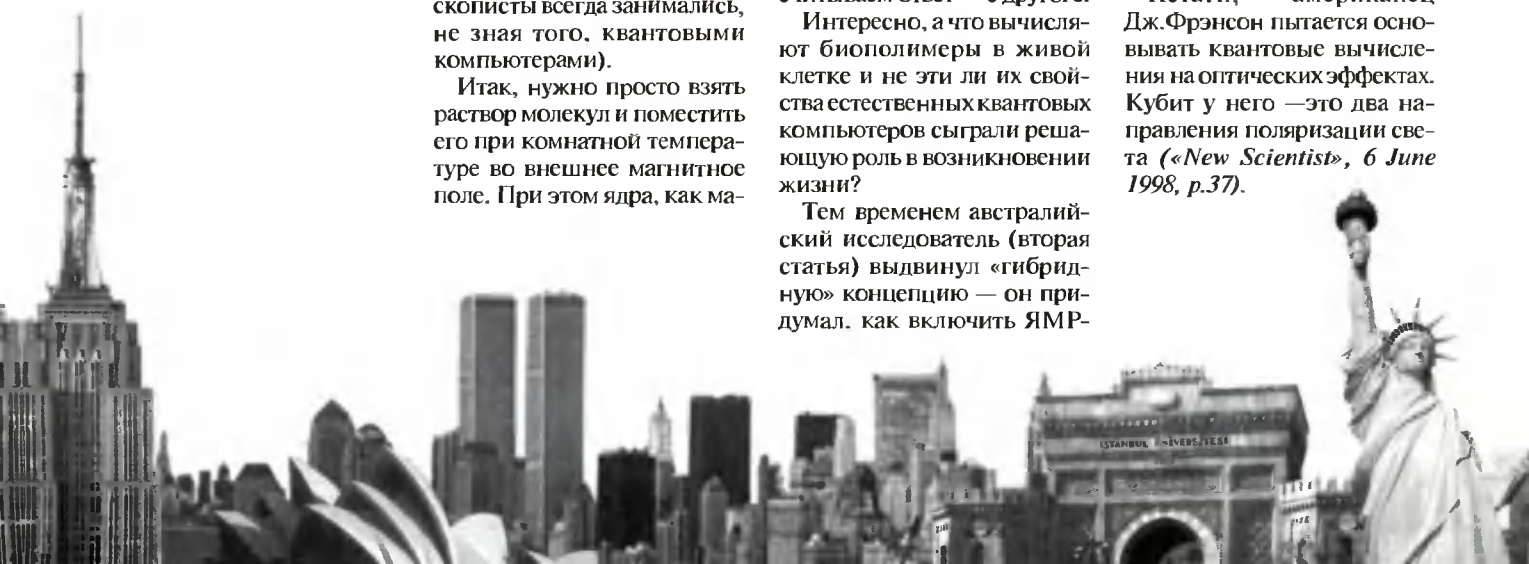 скописты всегда занимались,
не зная того, квантовыми
компьютерами).
Итак, нужно просто взять
раствор молекул и поместить
его при комнатной темпера-
туре во внешнее магнитное
поле. При этом ядра, как ма-
Интересно, а что вычисля-
ют биополимеры в живой
клетке и не эти ли их свой-
ства естественных квантовых
компьютеров сыграли реша-
ющую роль в возникновении
жизни?
Тем временем австралий-
ский исследователь (вторая
статья) выдвинул «гибрид-
ную» концепцию — он при-
думал, как включить ЯМР-
Дж.Фрэнсон пытается осно-
вывать квантовые вычисле-
ния на оптических эффектах.
Кубит у него —это два на-
правления поляризации све-
та («New Scientist», 6 June
1998, p.37).
ISTANBUL ÜNİVERSİTESİ